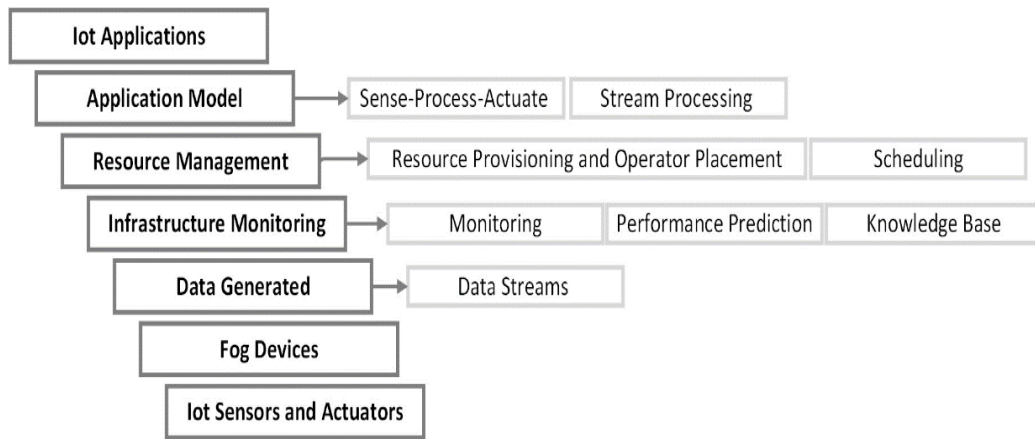 Iot Applications
Application Model
Sense-Process-Actuate
Stream Processing
Resource Management
Resource Provisioning and Operator Placement
Scheduling
Infrastructure Monitoring
Monitoring
Performance Prediction
Knowledge Base
Data Generated
Data Streams
Fog Devices
Iot Sensors and Actuators